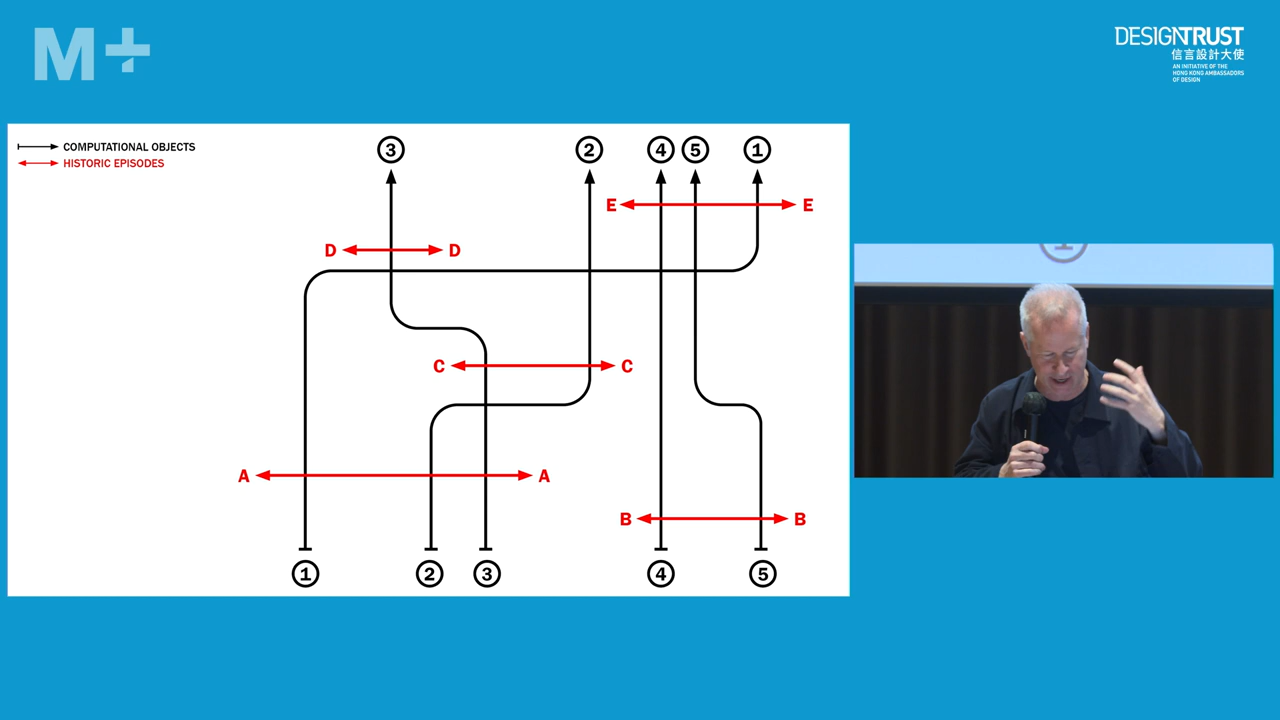 M+
DESIGNTRUST
信言設計大使
AN INITIATIVE OF THE
HONG KONG AMBASSADORS
OF DESIGN
COMPUTATIONAL OBJECTS
HISTORIC EPISODES
3 2 4 5 1
E E
D D
C C
A A
B B
1 2 3 4 5
1